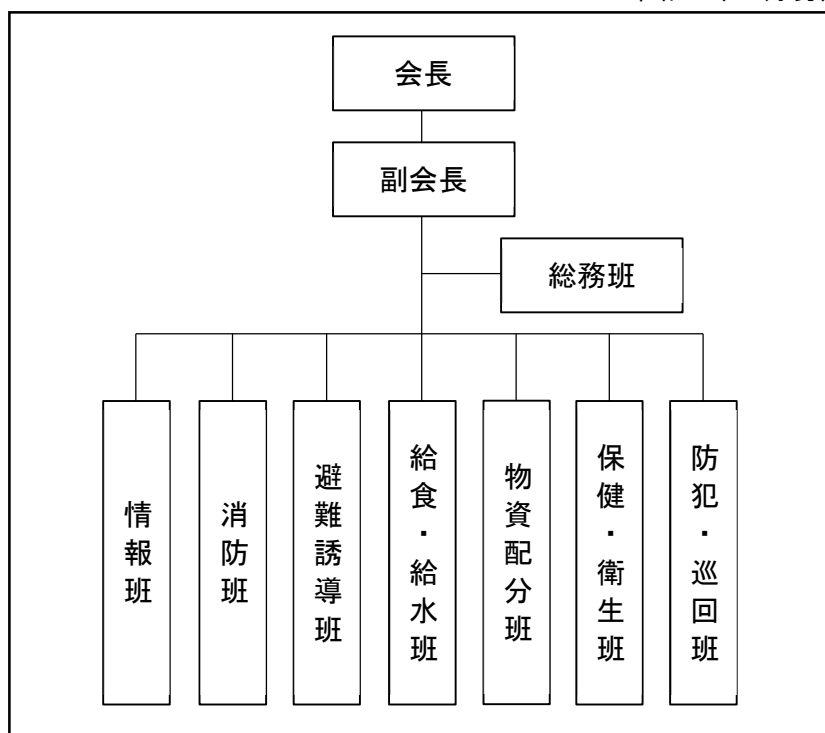 会長
副会長
総務班
情報班
消防班
避難誘導班
給食・給水班
物資配分班
保健・衛生班
防犯・巡回班